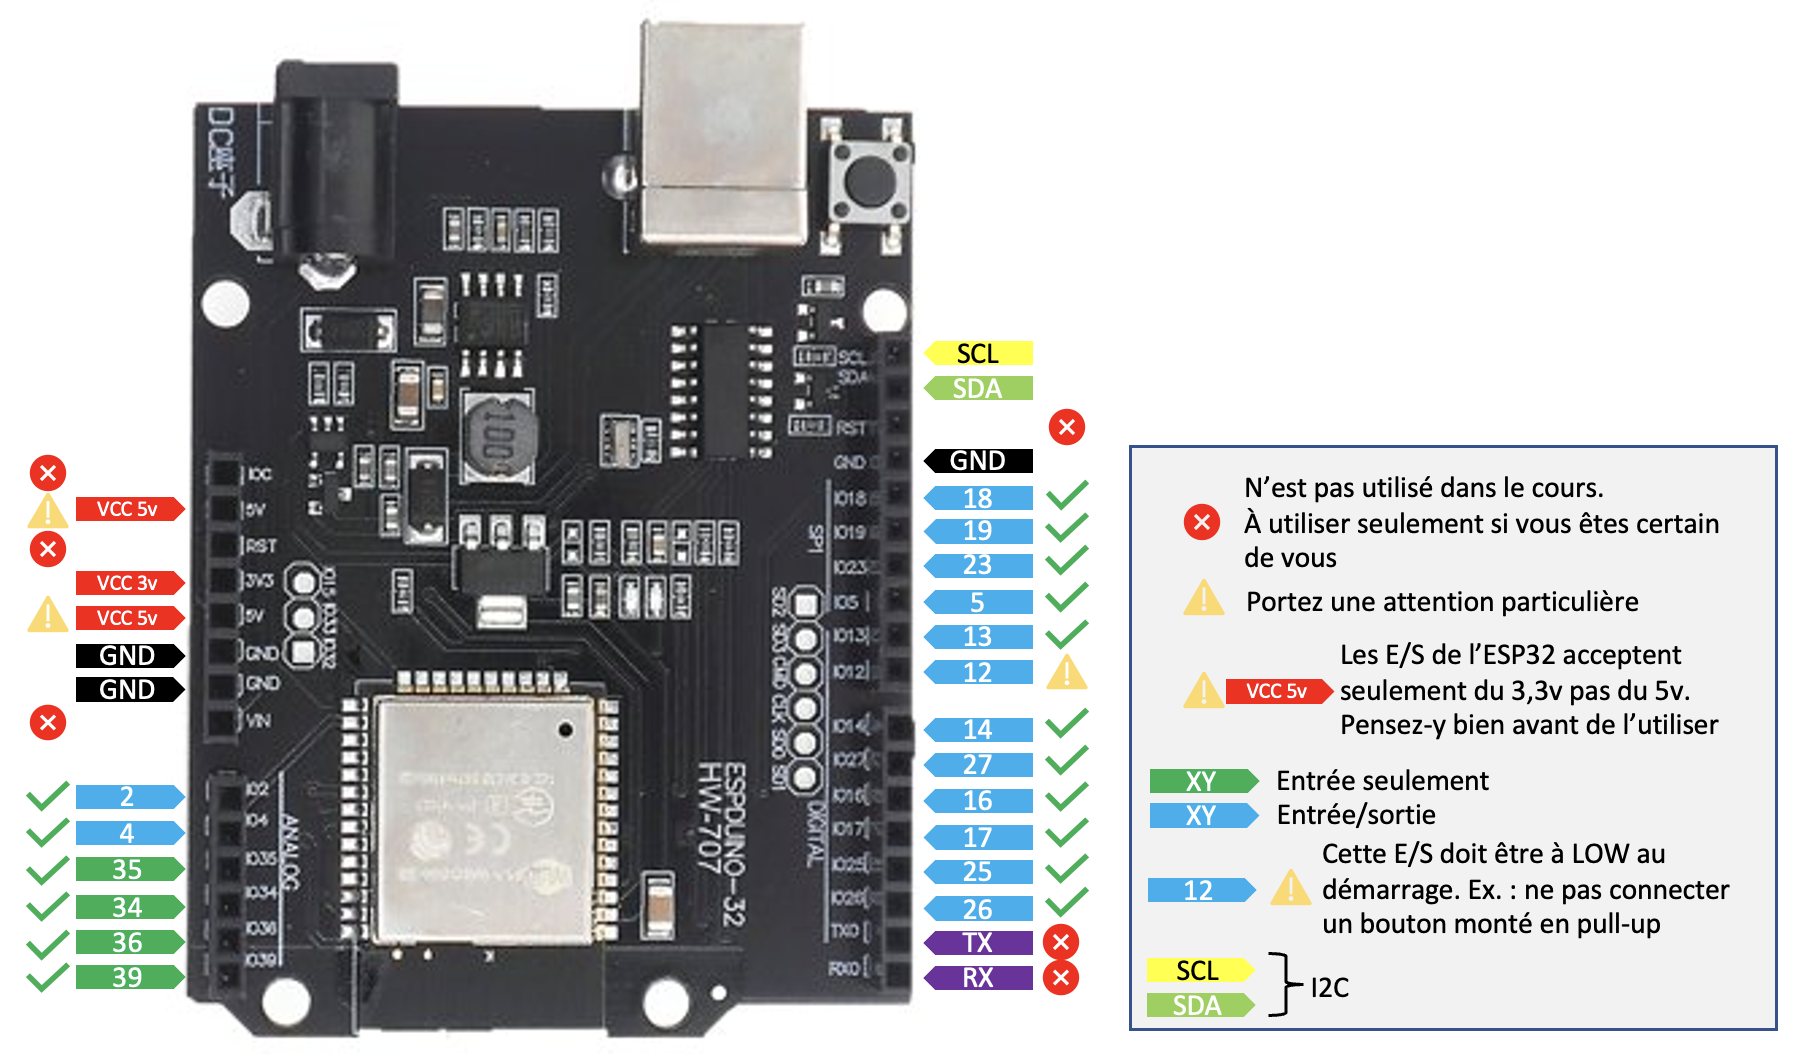 DC座子
100
SCL
SDA
RST
GND
IO18
IO19
IO23
IO5
IO13
IO12
IO14
IO27
IO16
IO17
IO25
IO26
TX0
RX0
SPI
DIGITAL
IOC
5V
RST
3V3
5V
GND
GND
VIN
IO2
IO4
IO35
IO34
IO36
IO39
ANALOG
IO15
IO33
IO32
SD2
SD3
CMD
CLK
SD0
SD1
ESPDUINO-32
HW-707
VCC 5v
VCC 3v
VCC 5v
GND
GND
2
4
35
34
36
39
SCL
SDA
GND
18
19
23
5
13
12
14
27
16
17
25
26
TX
RX
N’est pas utilisé dans le cours.
À utiliser seulement si vous êtes certain
de vous
Portez une attention particulière
VCC 5v
Les E/S de l’ESP32 acceptent
seulement du 3,3v pas du 5v.
Pensez-y bien avant de l’utiliser
XY Entrée seulement
XY Entrée/sortie
12
Cette E/S doit être à LOW au
démarrage. Ex. : ne pas connecter
un bouton monté en pull-up
SCL
SDA
I2C